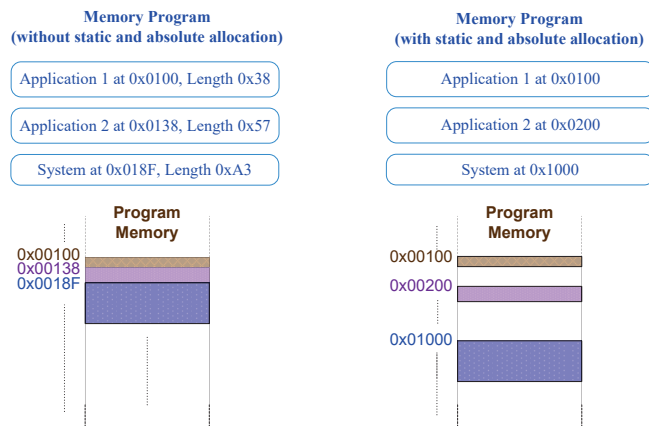 Memory Program
(without static and absolute allocation)
Application 1 at 0x0100, Length 0x38
Application 2 at 0x0138, Length 0x57
System at 0x018F, Length 0xA3
Program
Memory
0x00100
0x00138
0x0018F
Memory Program
(with static and absolute allocation)
Application 1 at 0x0100
Application 2 at 0x0200
System at 0x1000
Program
Memory
0x00100
0x00200
0x01000